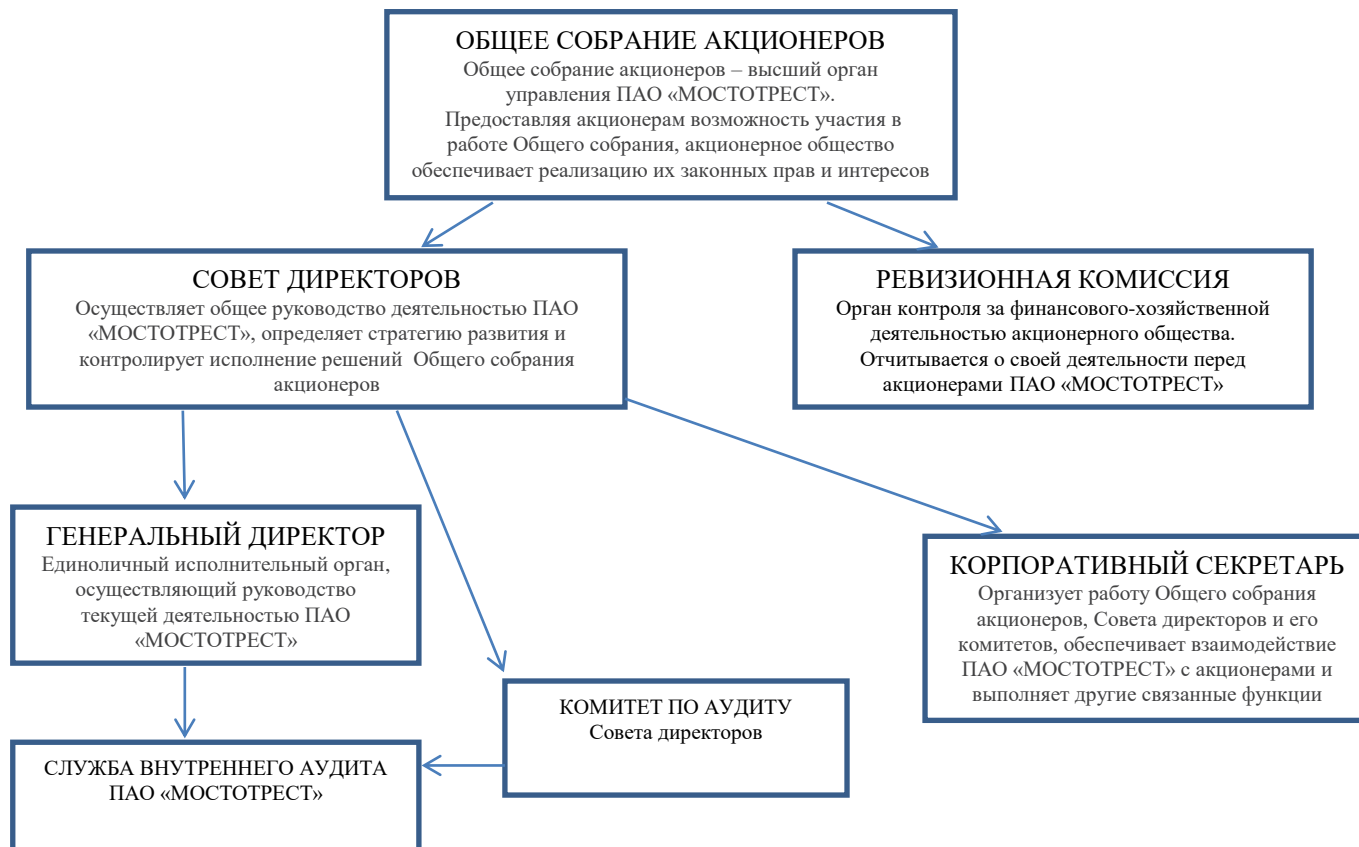 ОБЩЕЕ СОБРАНИЕ АКЦИОНЕРОВ
Общее собрание акционеров – высший орган
управления ПАО «МОСТОТРЕСТ».
Предоставляя акционерам возможность участия в
работе Общего собрания, акционерное общество
обеспечивает реализацию их законных прав и интересов
СОВЕТ ДИРЕКТОРОВ
Осуществляет общее руководство деятельностью ПАО
«МОСТОТРЕСТ», определяет стратегию развития и
контролирует исполнение решений Общего собрания
акционеров
РЕВИЗИОННАЯ КОМИССИЯ
Орган контроля за финансового-хозяйственной
деятельностью акционерного общества.
Отчитывается о своей деятельности перед
акционерами ПАО «МОСТОТРЕСТ»
ГЕНЕРАЛЬНЫЙ ДИРЕКТОР
Единоличный исполнительный орган,
осуществляющий руководство
текущей деятельностью ПАО
«МОСТОТРЕСТ»
КОРПОРАТИВНЫЙ СЕКРЕТАРЬ
Организует работу Общего собрания
акционеров, Совета директоров и его
комитетов, обеспечивает взаимодействие
ПАО «МОСТОТРЕСТ» с акционерами и
выполняет другие связанные функции
КОМИТЕТ ПО АУДИТУ
Совета директоров
СЛУЖБА ВНУТРЕННЕГО АУДИТА
ПАО «МОСТОТРЕСТ»